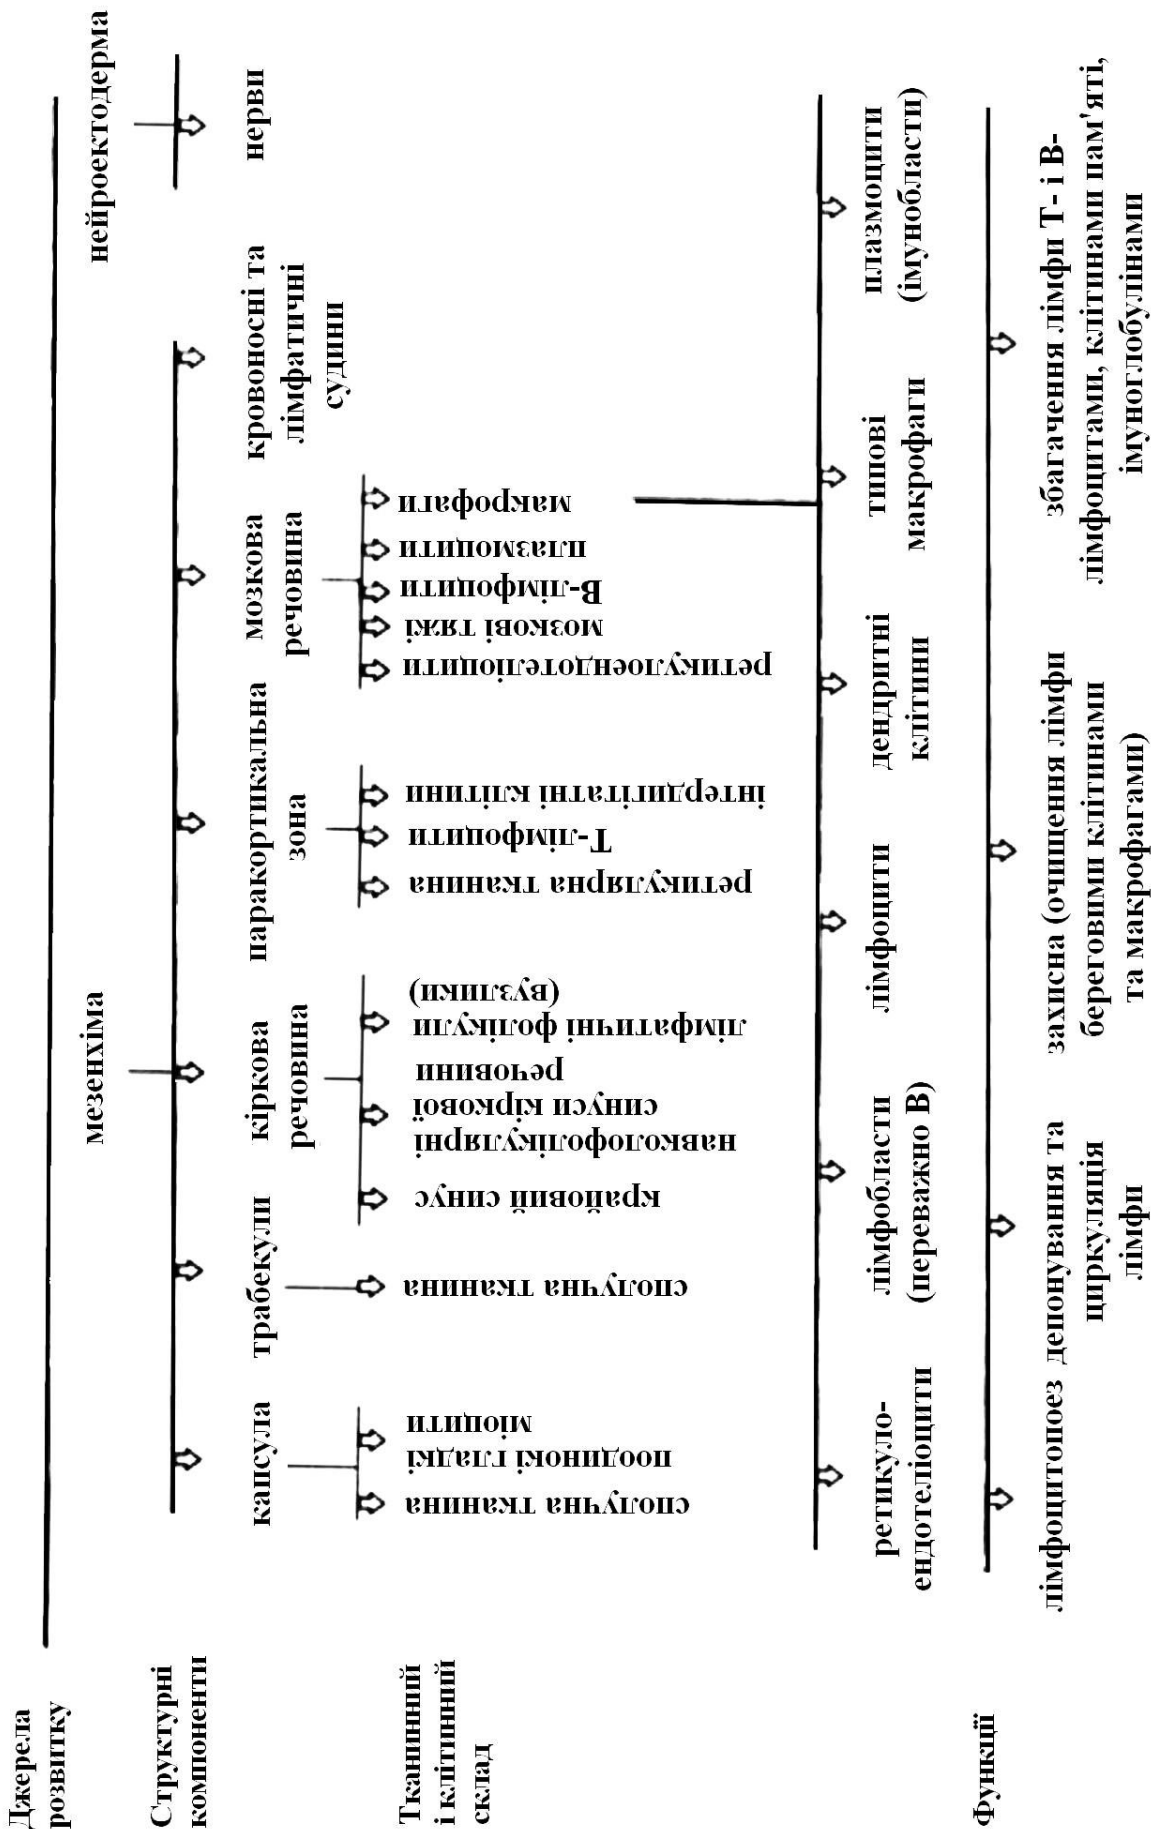 Джерела
розвитку
мезенхіма
нейроектодерма
Структурні
компоненти
капсула
трабекули
кіркова
речовина
паракортикальна
зона
мозкова
речовина
кровоносні та
лімфатичні
судини
нерви
Тканинний
і клітинний
склад
сполучна тканина
поодинокі гладкі
міоцити
сполучна тканина
крайовий синус
навколофолікулярні
синуси кіркової
речовини
лімфатичні фолікули
(вузлики)
ретикулярна тканина
Т-лімфоцити
інтердигітатні клітини
ретикулоендотеліоцити
мозкові тяжі
В-лімфоцити
плазмоцити
макрофаги
ретикуло-
ендотеліоцити
лімфобласти
(переважно В)
лімфоцити
дендритні
клітини
типові
макрофаги
плазмоцити
(імунобласти)
Функції
лімфоцитопоез
депонування та
циркуляція
лімфи
захисна (очищення лімфи
береговими клітинами
та макрофагами)
збагачення лімфи Т- і В-
лімфоцитами, клітинами пам'яті,
імуноглобулінами